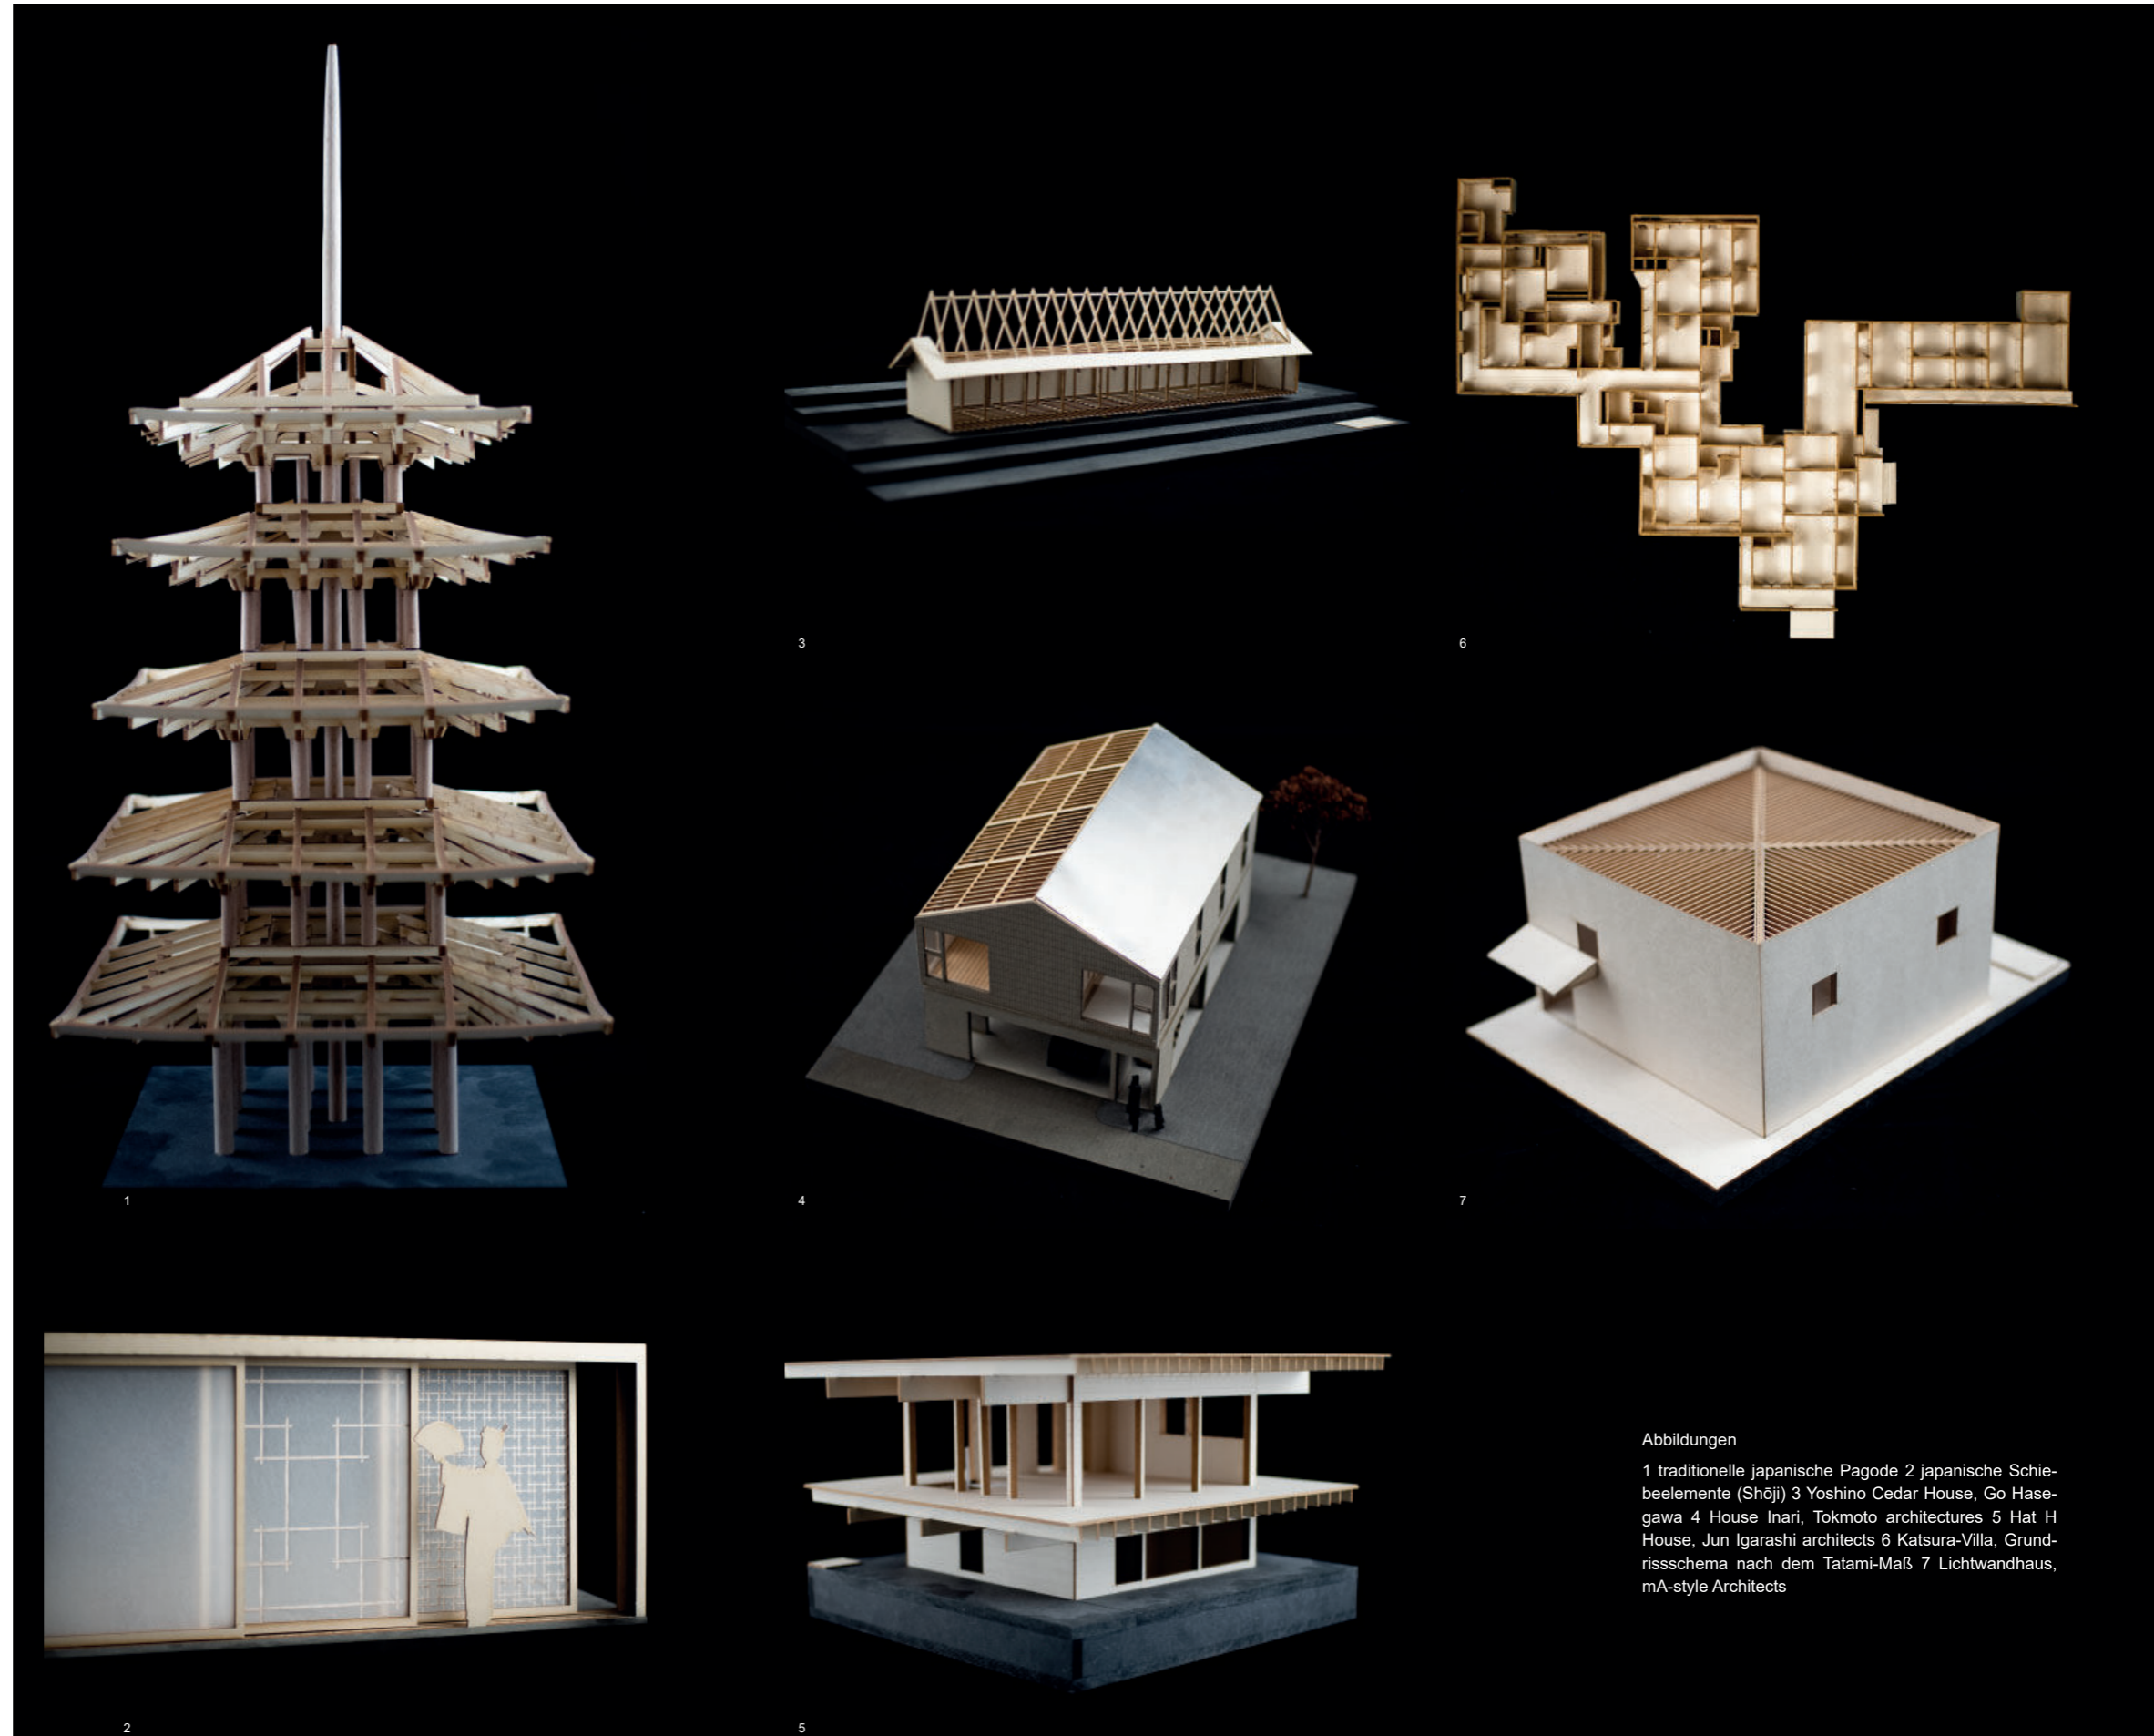 3
6
1
4
7
Abbildungen
1 traditionelle japanische Pagode 2 japanische Schie-
beelemente (Shōji) 3 Yoshino Cedar House, Go Hase-
gawa 4 House Inari, Tokmoto architectures 5 Hat H
House, Jun Igarashi architects 6 Katsura-Villa, Grund-
rissschema nach dem Tatami-Maß 7 Lichtwandhaus,
mA-style Architects
2
5